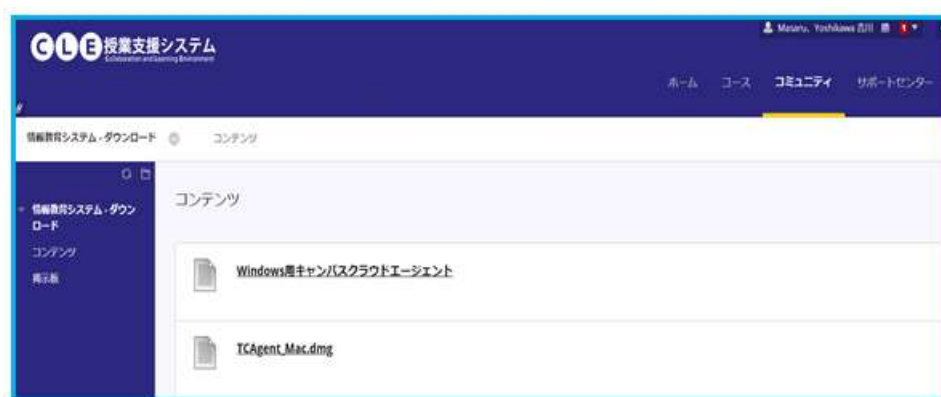 CLE授業支援システム
Collaboration and Learning Environment
Masaru, Yoshikawa 吉川 勝 1
ホーム コース コミュニティ サポートセンター
情報教育システム - ダウンロード コンテンツ
情報教育システム - ダウン
ロード
コンテンツ
掲示板
コンテンツ
Windows用キャンパスクラウドエージェント
TCAgent_Mac.dmg